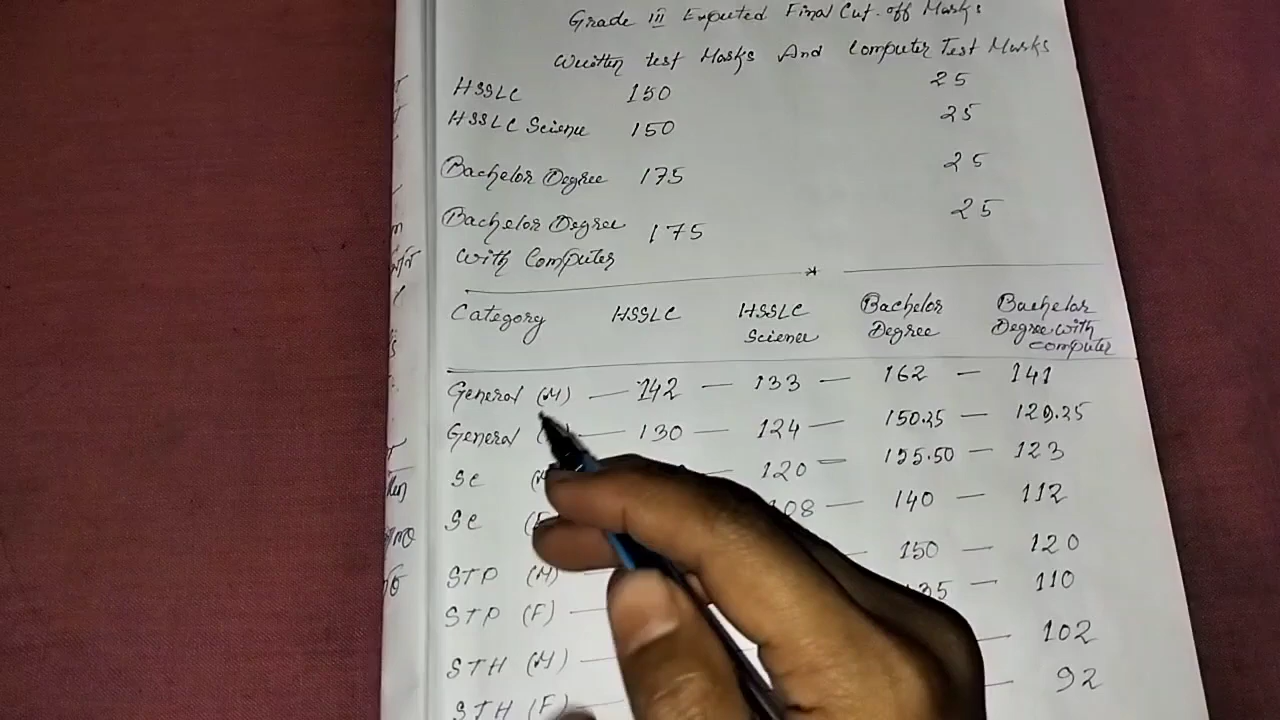 Grade III Expected Final Cut-off Marks
Written test Marks And Computer Test Marks
HSSLC 150 25
HSSLC Science 150 25
Bachelor Degree 175 25
Bachelor Degree With Computer 175 25
Category HSSLC HSSLC Science Bachelor Degree Bachelor Degree with computer
General (M) — 142 — 133 — 162 — 141
General — 130 — 124 — 150.25 — 129.25
SC 120 — 155.50 — 123
SC 108 — 140 — 112
STP (M) — 150 — 120
STP (F) — 135 — 110
STH (M) — 102
STH (F) — 92